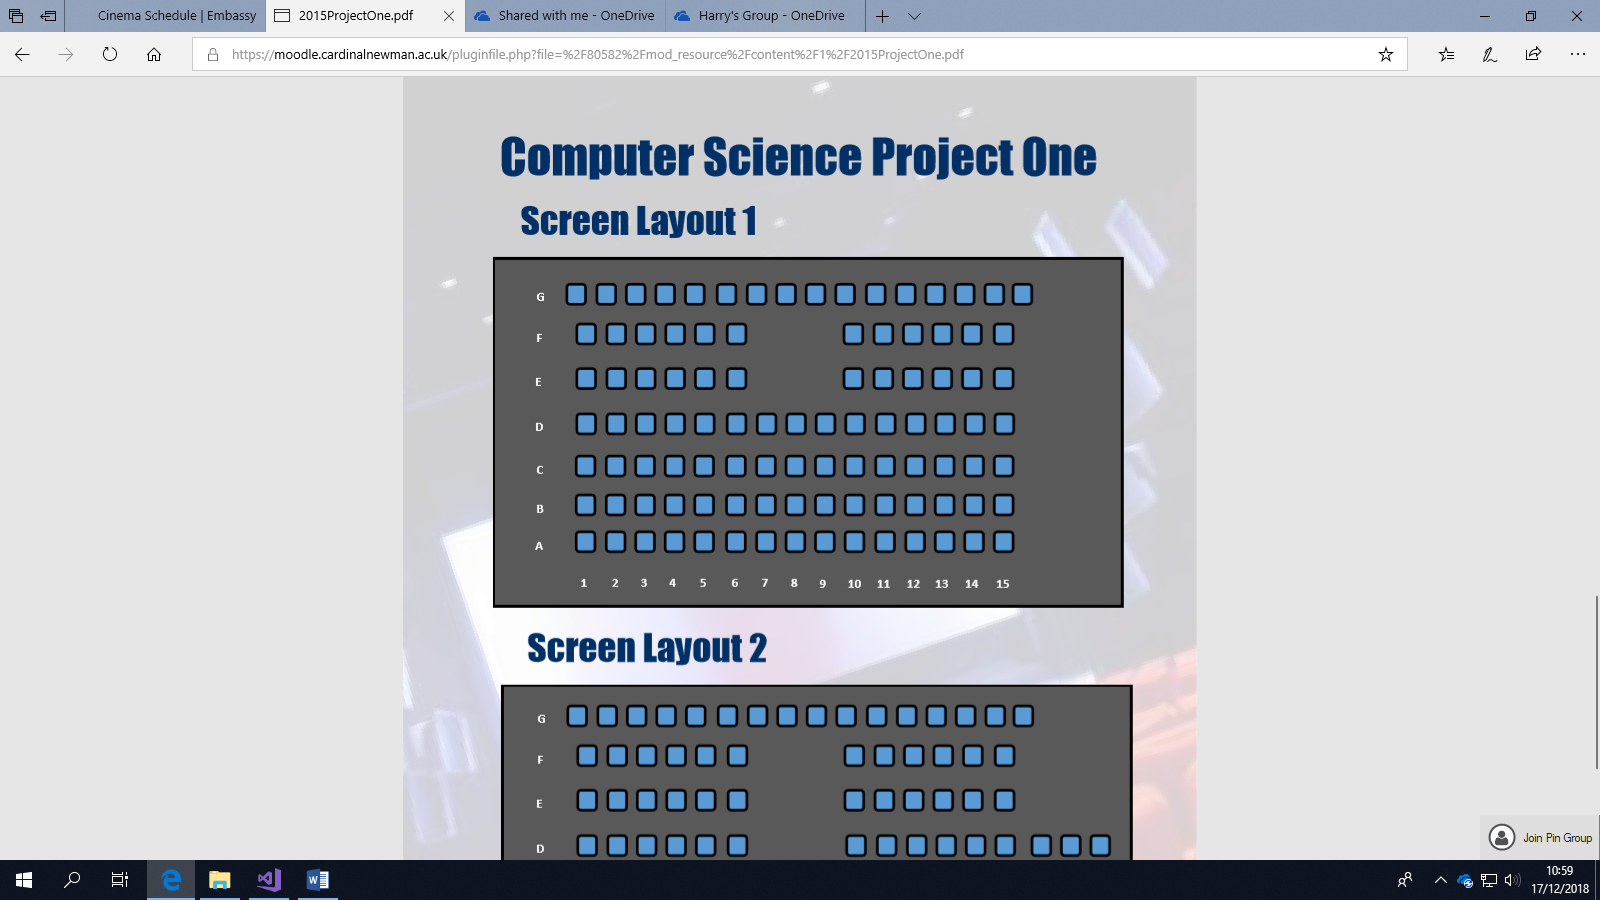 Cinema Schedule | Embassy
2015ProjectOne.pdf
Shared with me - OneDrive
Harry's Group - OneDrive
https://moodle.cardinalnewman.ac.uk/pluginfile.php?file=%2F80582%2Fmod_resource%2Fcontent%2F1%2F2015ProjectOne.pdf
Computer Science Project One
Screen Layout 1
G
F
E
D
C
B
A
1 2 3 4 5 6 7 8 9 10 11 12 13 14 15
Screen Layout 2
G
F
E
D
Join Pin Group
10:59
17/12/2018